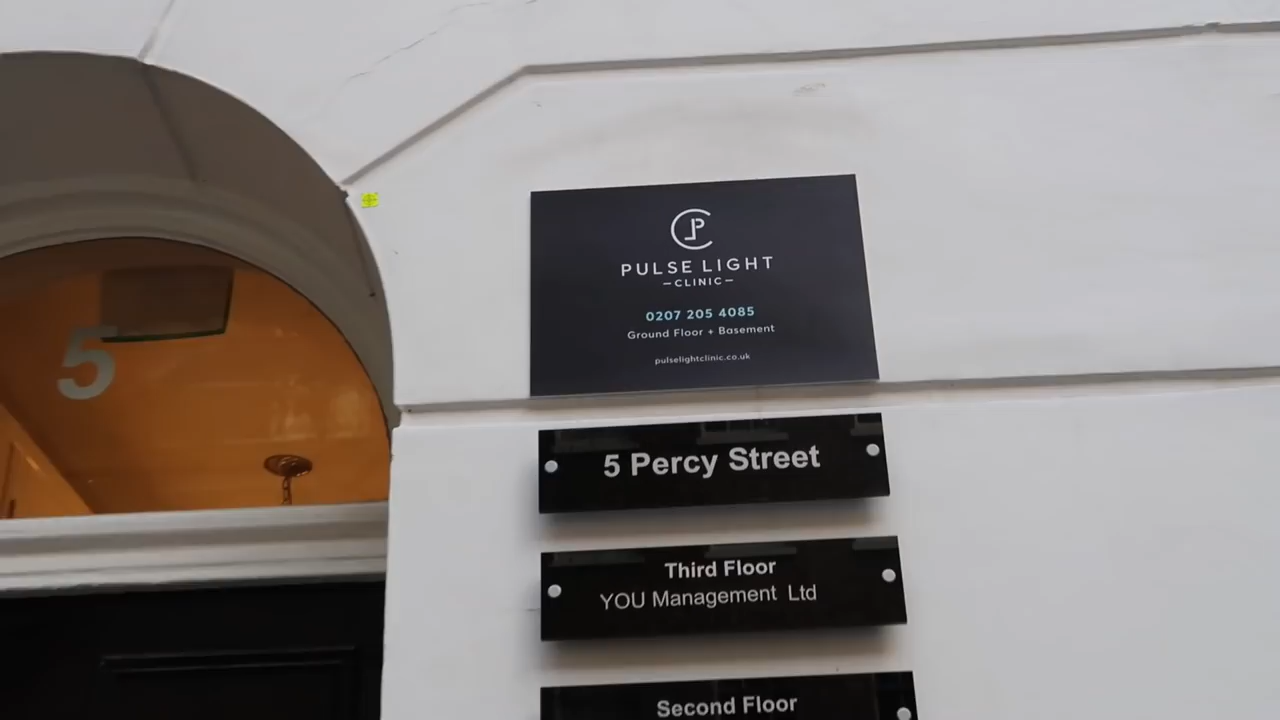 5
PULSE LIGHT
CLINIC
0207 205 4085
Ground Floor + Basement
pulselightclinic.co.uk
5 Percy Street
Third Floor
YOU Management Ltd
Second Floor